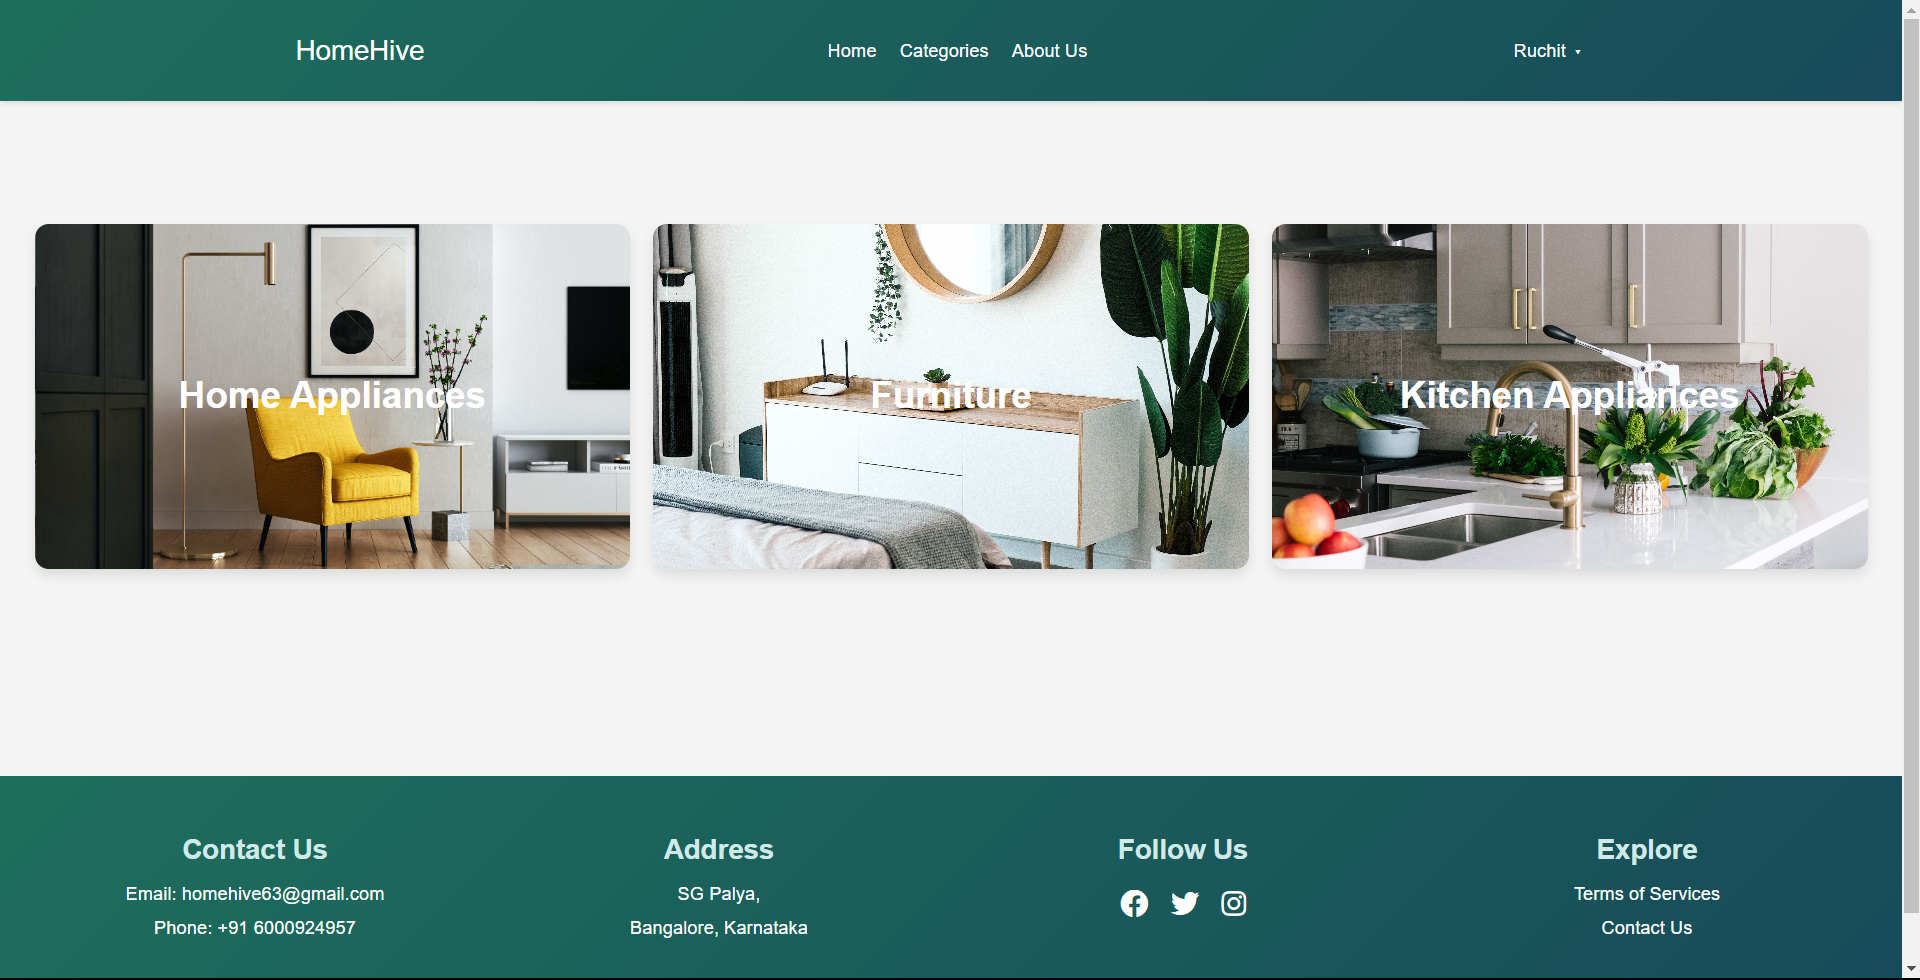 HomeHive
Home Categories About Us
Ruchit
Home Appliances
Furniture
Kitchen Appliances
Contact Us
Email: homehive63@gmail.com
Phone: +91 6000924957
Address
SG Palya,
Bangalore, Karnataka
Follow Us
Explore
Terms of Services
Contact Us